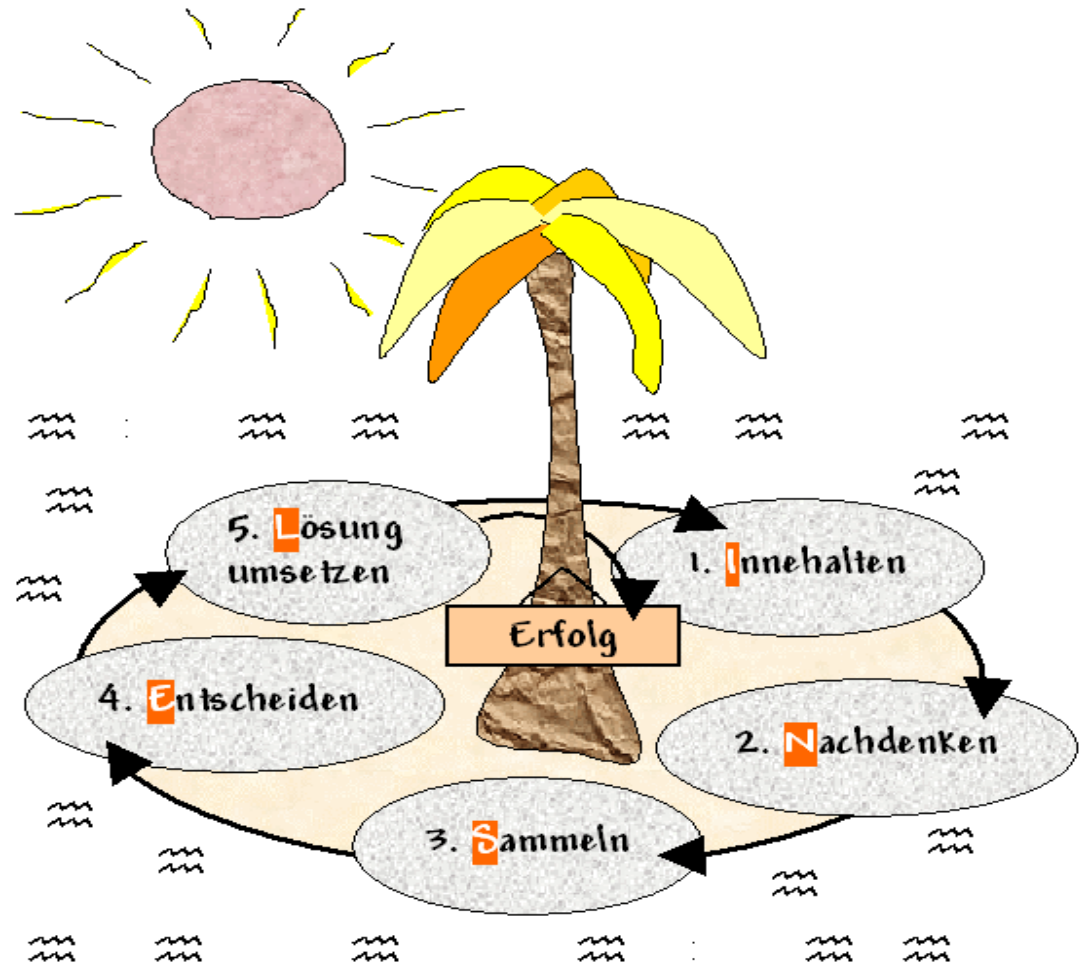 1. Innehalten
2. Nachdenken
3. Sammeln
4. Entscheiden
5. Lösung
umsetzen
Erfolg